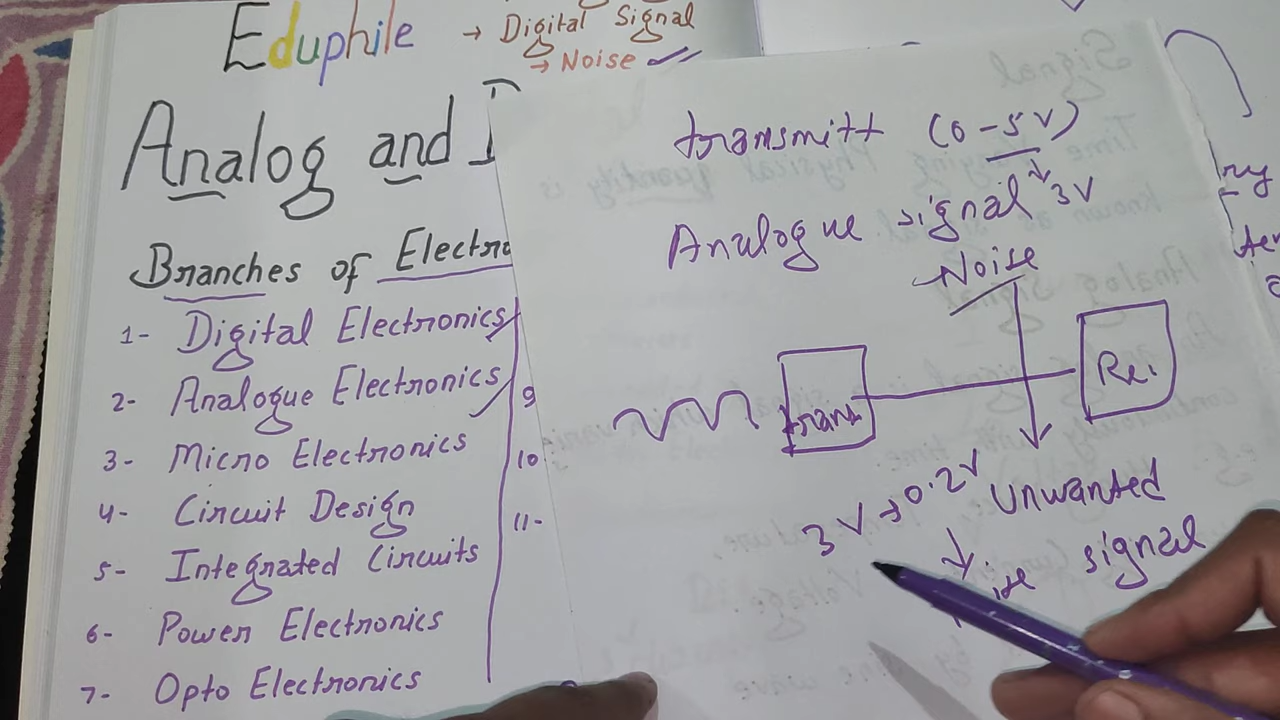 Eduphile → Digital Signal
→ Noise
Analog and
Branches of Electro
1- Digital Electronics
2- Analogue Electronics
3- Micro Electronics
4- Circuit Design
5- Integrated Circuits
6- Power Electronics
7- Opto Electronics
9
10
11-
transmitt (0-5V)
Analogue signal 3V
Noise
trans
Rei.
3V → 0.2V
Unwanted
signal